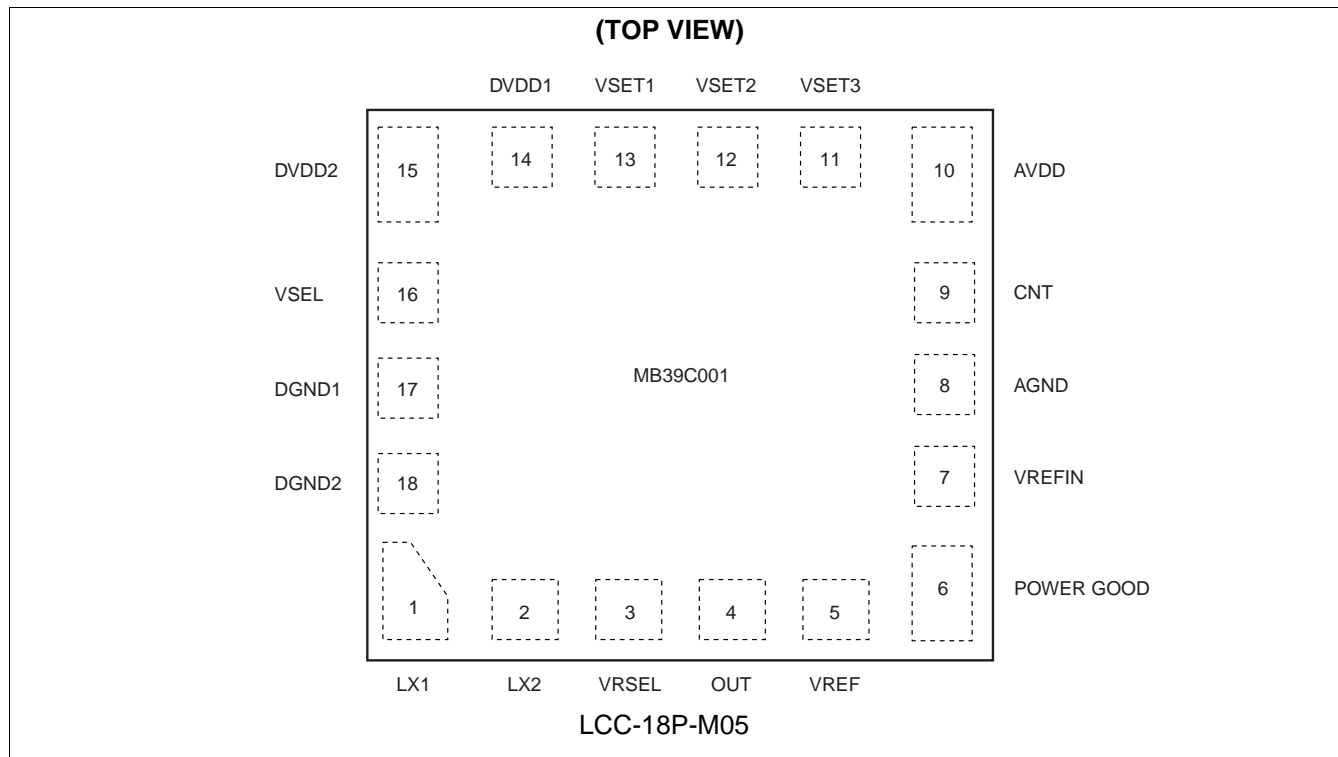 (TOP VIEW)
DVDD1 VSET1 VSET2 VSET3
DVDD2 15 14 13 12 11 10 AVDD
VSEL 16 9 CNT
MB39C001
DGND1 17 8 AGND
DGND2 18 7 VREFIN
1 2 3 4 5 6 POWER GOOD
LX1 LX2 VRSEL OUT VREF
LCC-18P-M05